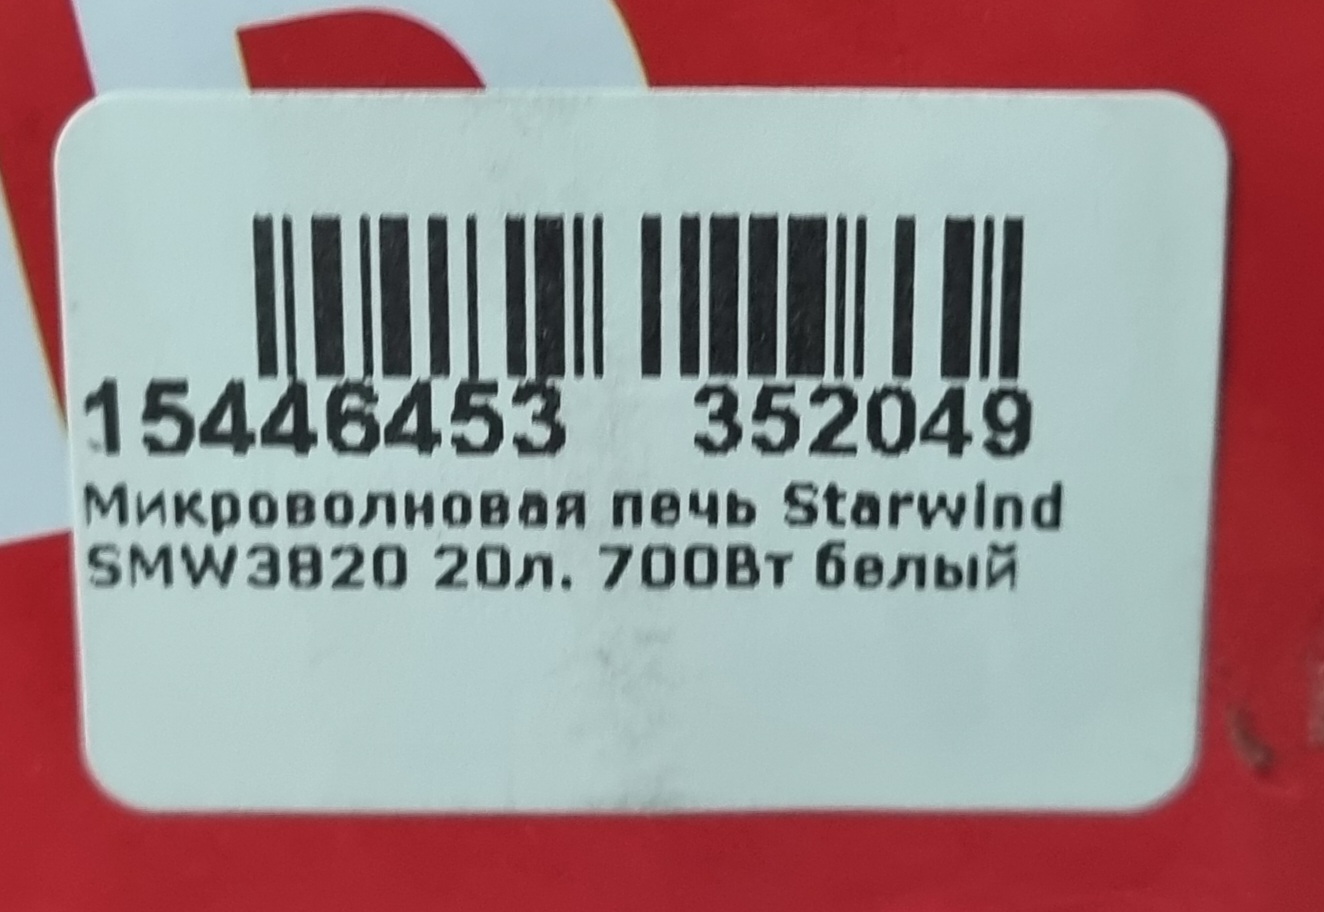 15446453 352049
Микроволновая печь Starwind
SMW3820 20л. 700Вт белый